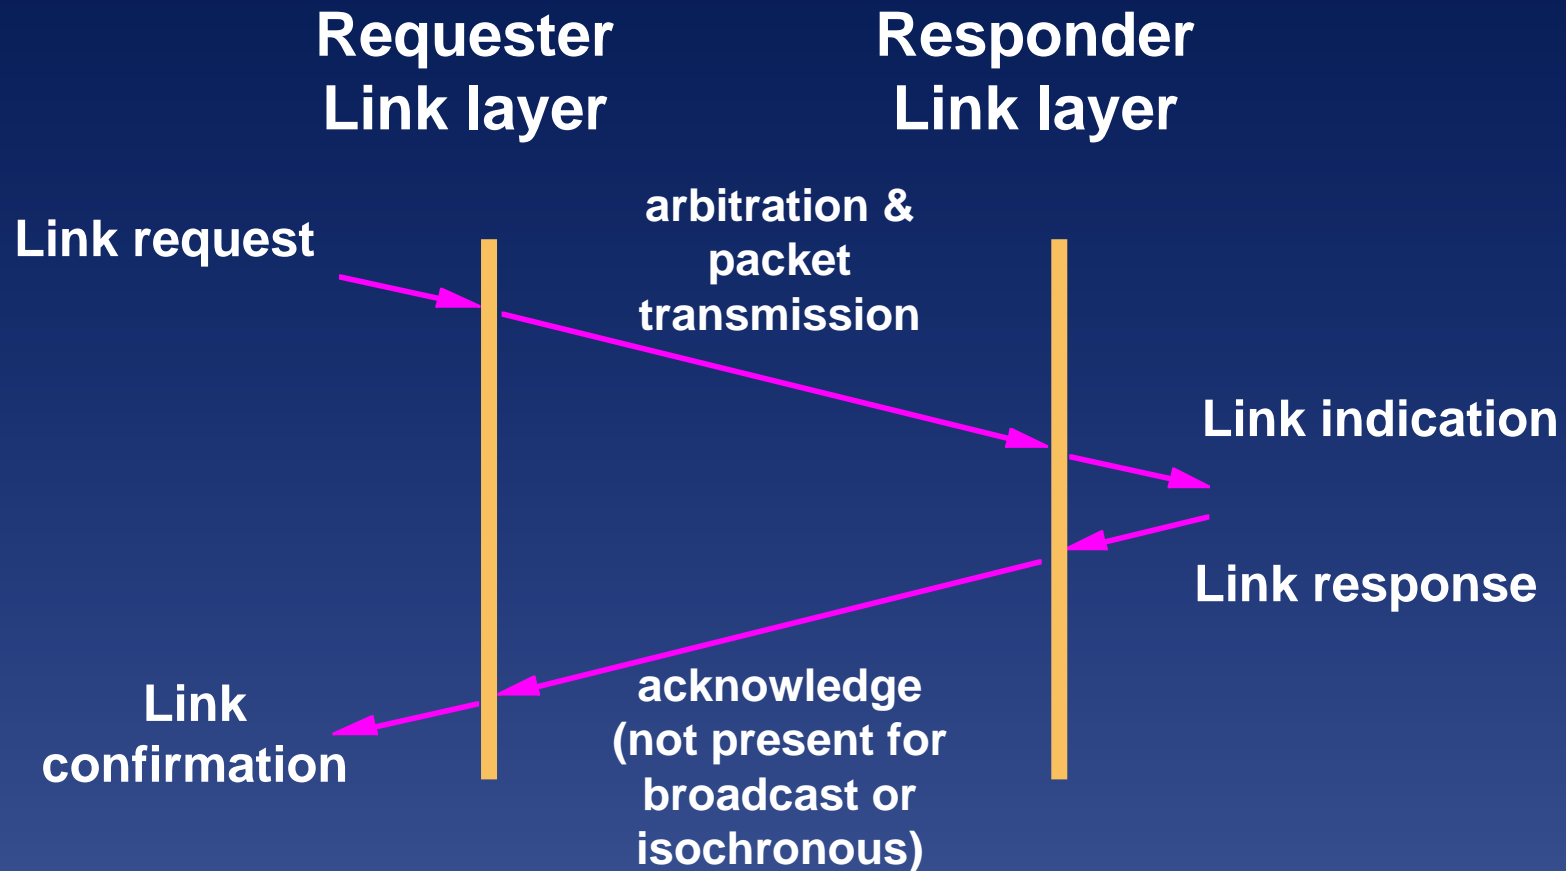 Requester
Link layer
Responder
Link layer
Link request
arbitration &
packet
transmission
Link indication
Link response
acknowledge
(not present for
broadcast or
isochronous)
Link
confirmation